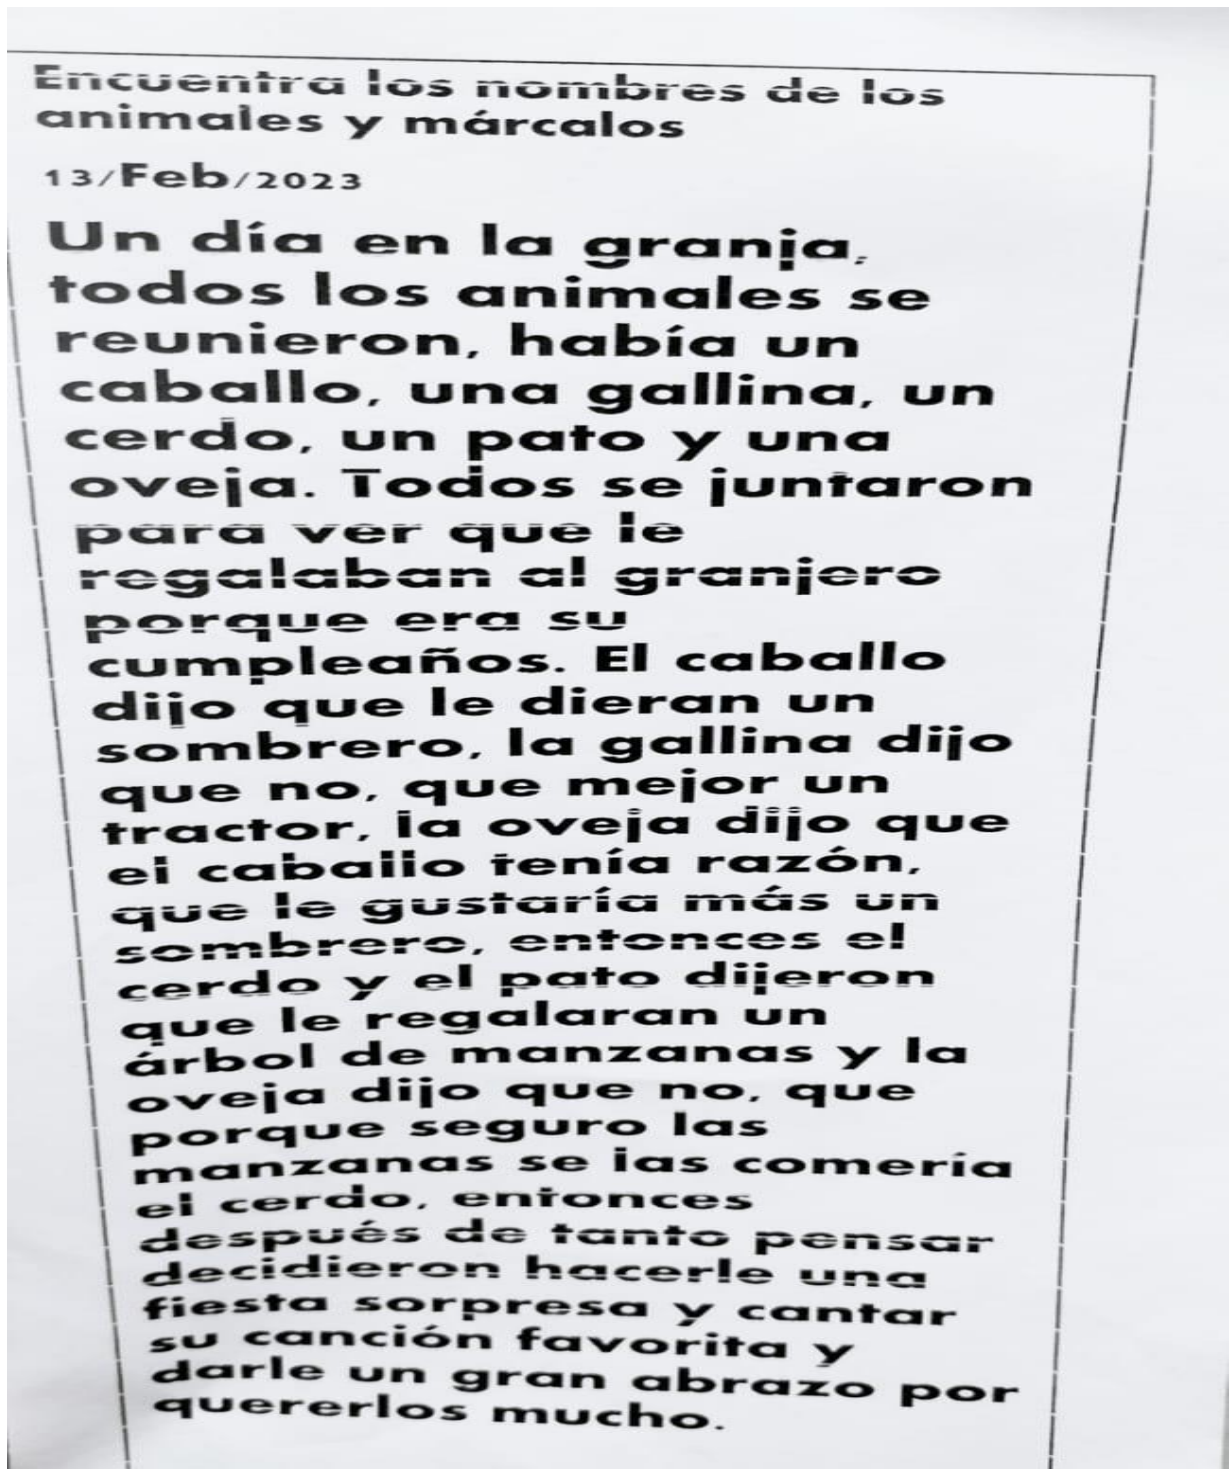 Encuentra los nombres de los
animales y márcalos
13/Feb/2023
Un día en la granja,
todos los animales se
reunieron, había un
caballo, una gallina, un
cerdo, un pato y una
oveja. Todos se juntaron
para ver que le
regalaban al granjero
porque era su
cumpleaños. El caballo
dijo que le dieran un
sombrero, la gallina dijo
que no, que mejor un
tractor, la oveja dijo que
el caballo tenía razón,
que le gustaría más un
sombrero, entonces el
cerdo y el pato dijeron
que le regalaran un
árbol de manzanas y la
oveja dijo que no, que
porque seguro las
manzanas se las comería
el cerdo, entonces
después de tanto pensar
decidieron hacerle una
fiesta sorpresa y cantar
su canción favorita y
darle un gran abrazo por
quererlos mucho.